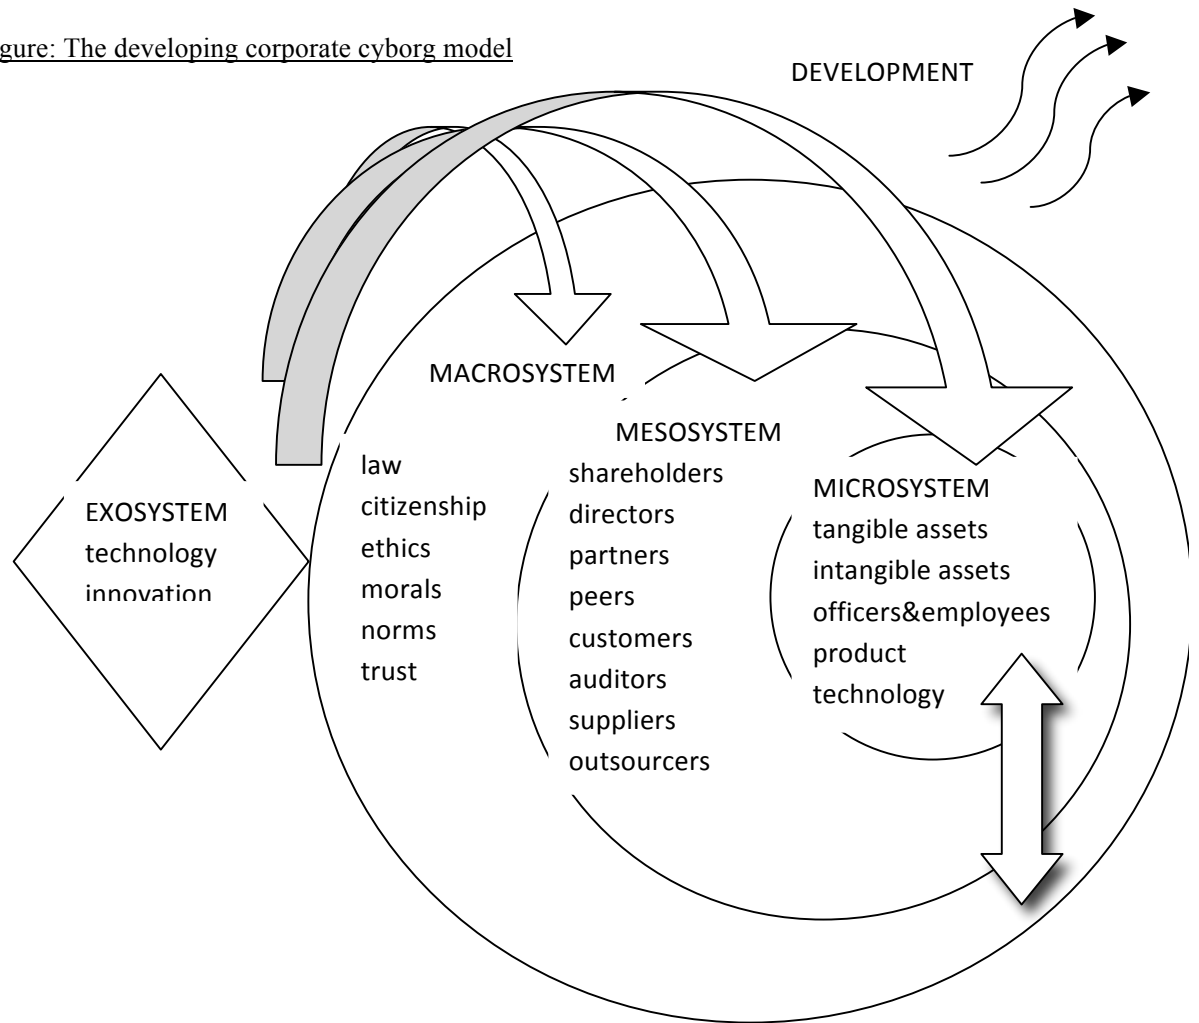 gure: The developing corporate cyborg model
DEVELOPMENT
MACROSYSTEM
law
citizenship
ethics
morals
norms
trust
MESOSYSTEM
shareholders
directors
partners
peers
customers
auditors
suppliers
outsourcers
MICROSYSTEM
tangible assets
intangible assets
officers&employees
product
technology
EXOSYSTEM
technology
innovation